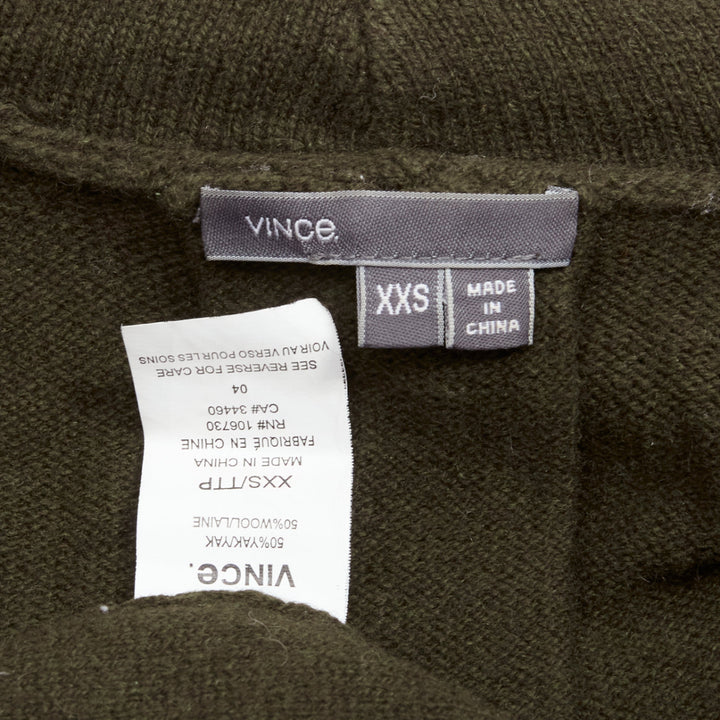 VINCE.
XXS
MADE
IN
CHINA
VINCE.
50%YAK/YAK
50%WOOL/LAINE
XXS/TTP
MADE IN CHINA
FABRIQUÉ EN CHINE
RN# 106730
CA# 34460
04
SEE REVERSE FOR CARE
VOIR AU VERSO POUR LES SOINS